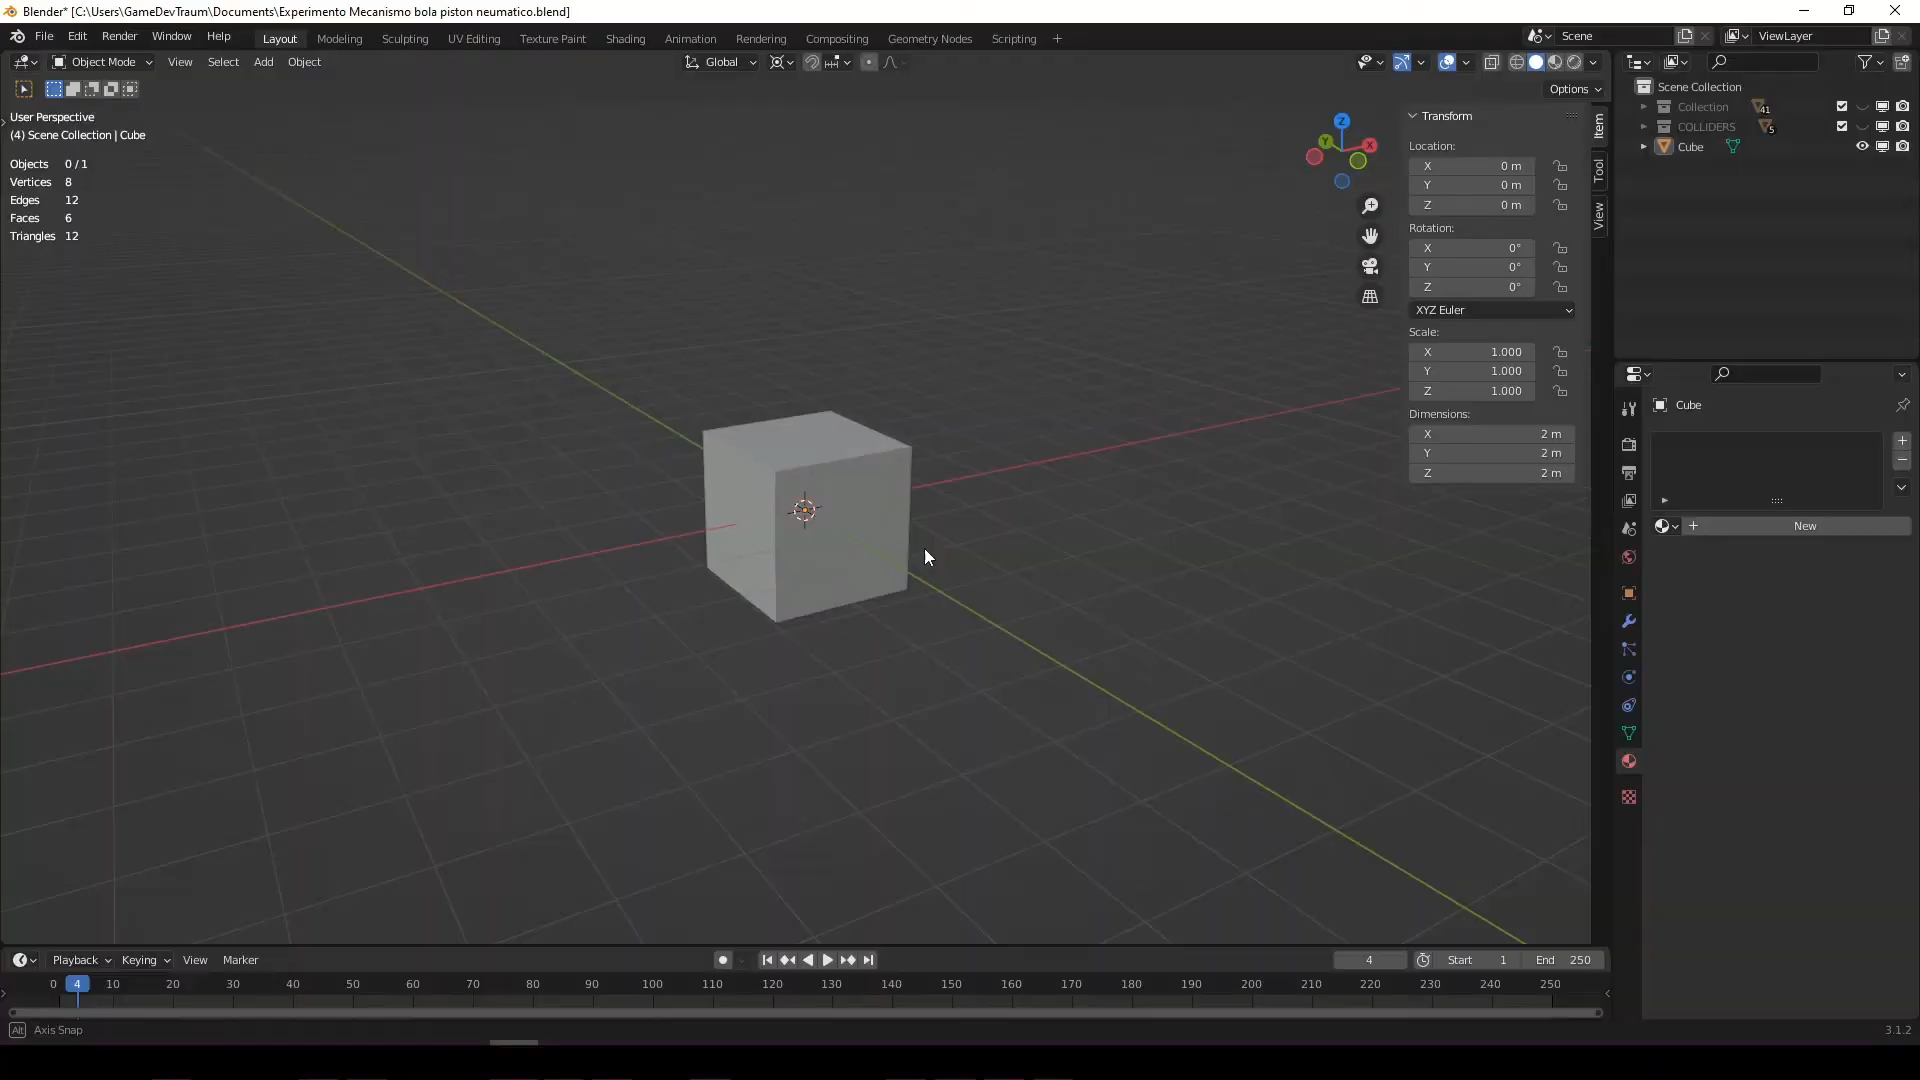 Blender* [C:\Users\GameDevTraum\Documents\Experimento Mecanismo bola piston neumatico.blend]
File Edit Render Window Help Layout Modeling Sculpting UV Editing Texture Paint Shading Animation Rendering Compositing Geometry Nodes Scripting + Scene ViewLayer
Object Mode View Select Add Object Global
Options
User Perspective
(4) Scene Collection | Cube
Objects 0 / 1
Vertices 8
Edges 12
Faces 6
Triangles 12
Z
Y
X
Transform
Location:
X 0 m
Y 0 m
Z 0 m
Rotation:
X 0°
Y 0°
Z 0°
XYZ Euler
Scale:
X 1.000
Y 1.000
Z 1.000
Dimensions:
X 2 m
Y 2 m
Z 2 m
Item
Tool
View
Scene Collection
Collection 41
COLLIDERS 5
Cube
Cube
+ New
Playback Keying View Marker 4 Start 1 End 250
0 4 10 20 30 40 50 60 70 80 90 100 110 120 130 140 150 160 170 180 190 200 210 220 230 240 250
Alt Axis Snap 3.1.2